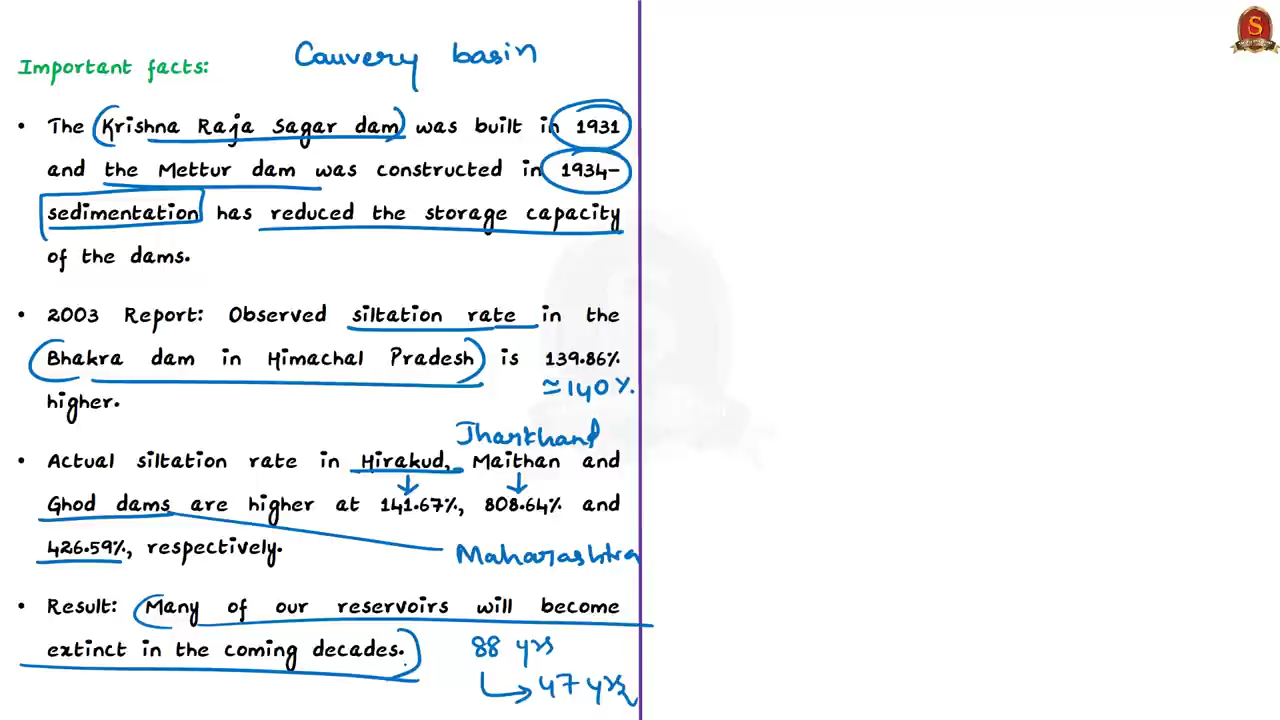 Important facts: Cauvery basin
• The Krishna Raja Sagar dam was built in 1931
and the Mettur dam was constructed in 1934-
sedimentation has reduced the storage capacity
of the dams.
• 2003 Report: Observed siltation rate in the
Bhakra dam in Himachal Pradesh is 139.86%
≃140%.
higher.
Jharkhand
• Actual siltation rate in Hirakud, Maithan and
Ghod dams are higher at 141.67%, 808.64% and
426.59%, respectively. Maharashtra
• Result: Many of our reservoirs will become
extinct in the coming decades. 88 yrs
47 yrs
S